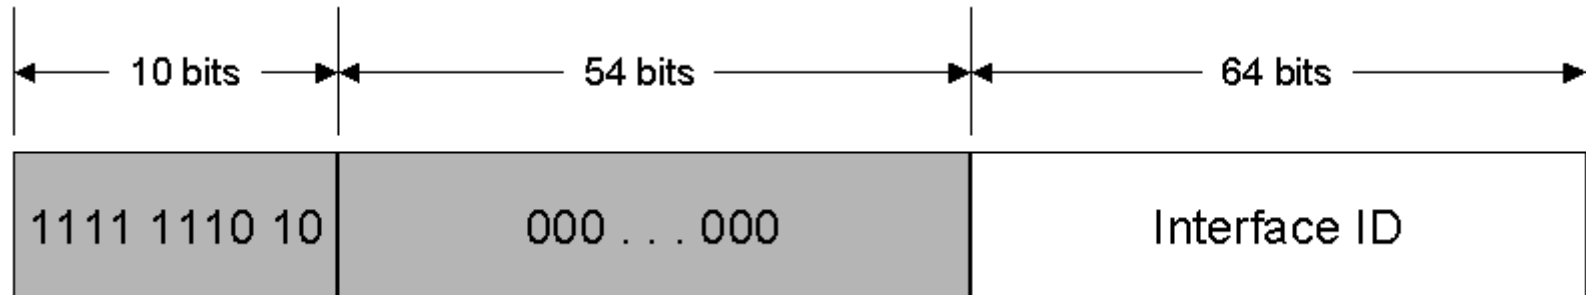 10 bits 54 bits 64 bits
1111 1110 10 000 . . . 000 Interface ID